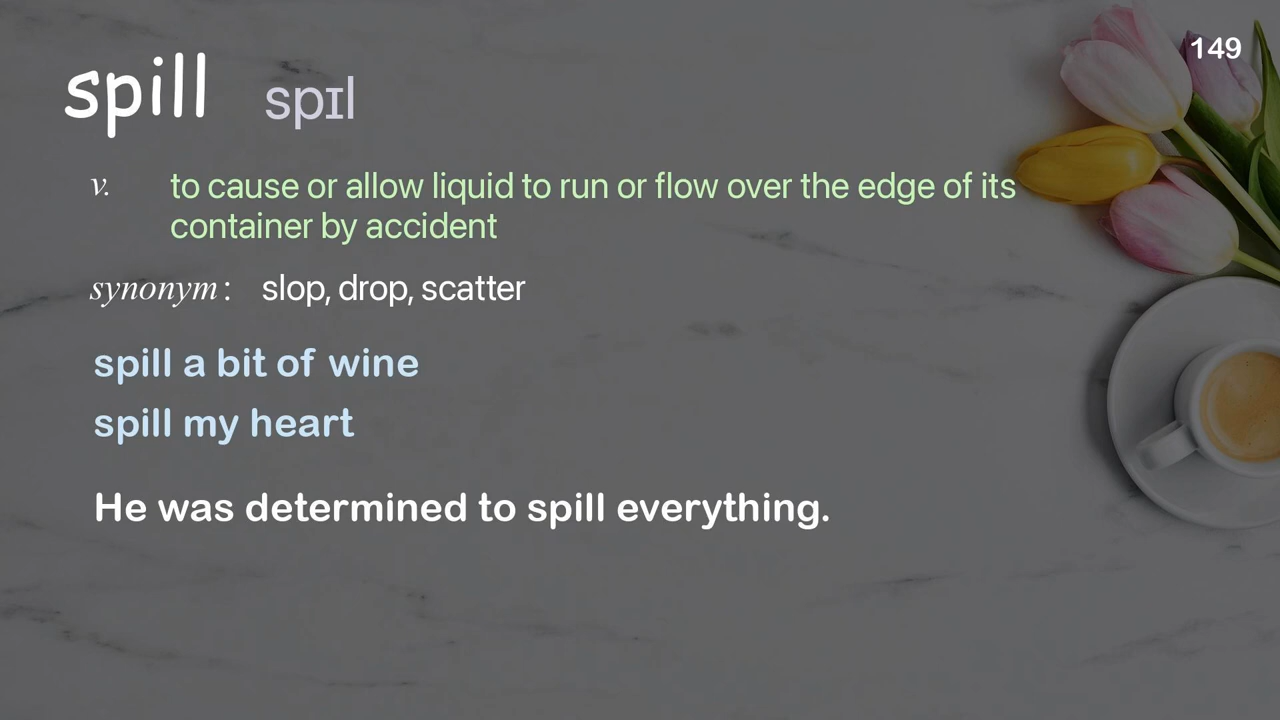 149
spill spɪl
v. to cause or allow liquid to run or flow over the edge of its
container by accident
synonym: slop, drop, scatter
spill a bit of wine
spill my heart
He was determined to spill everything.